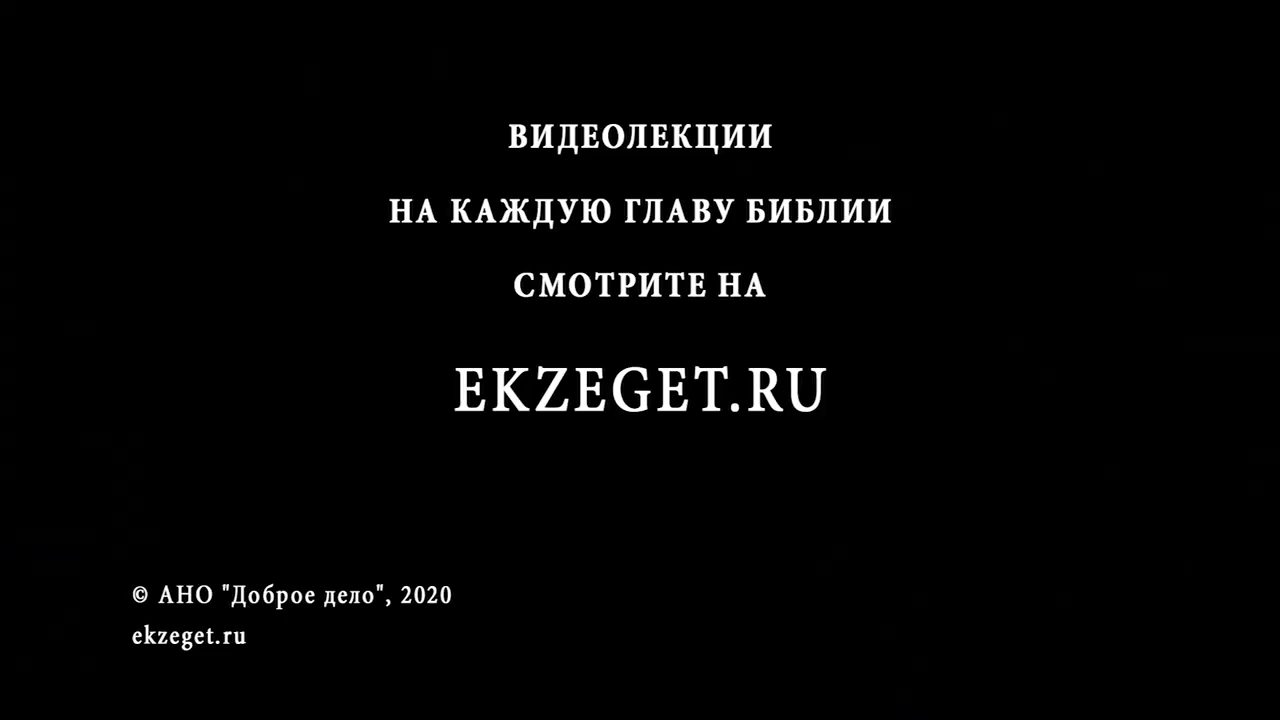 ВИДЕОЛЕКЦИИ
НА КАЖДУЮ ГЛАВУ БИБЛИИ
СМОТРИТЕ НА
EKZEGET.RU
© АНО "Доброе дело", 2020
ekzeget.ru